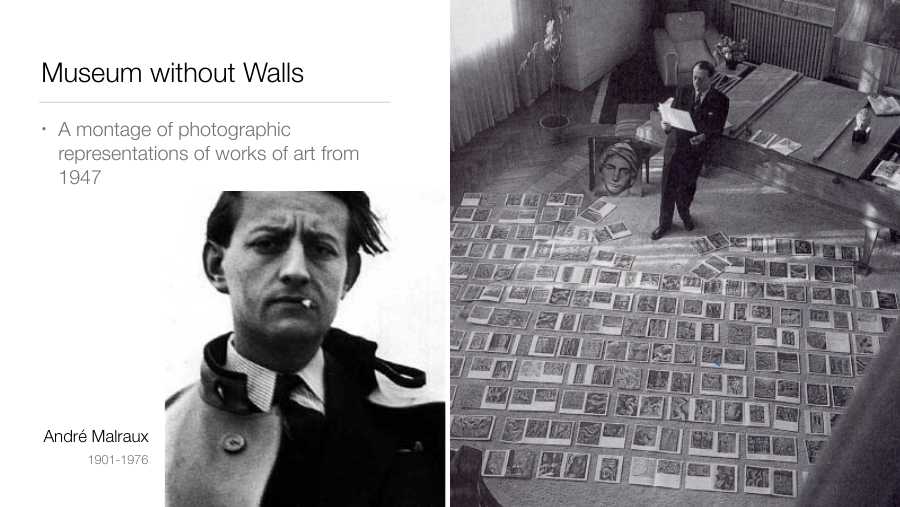 Museum without Walls
• A montage of photographic
representations of works of art from
1947
André Malraux
1901-1976